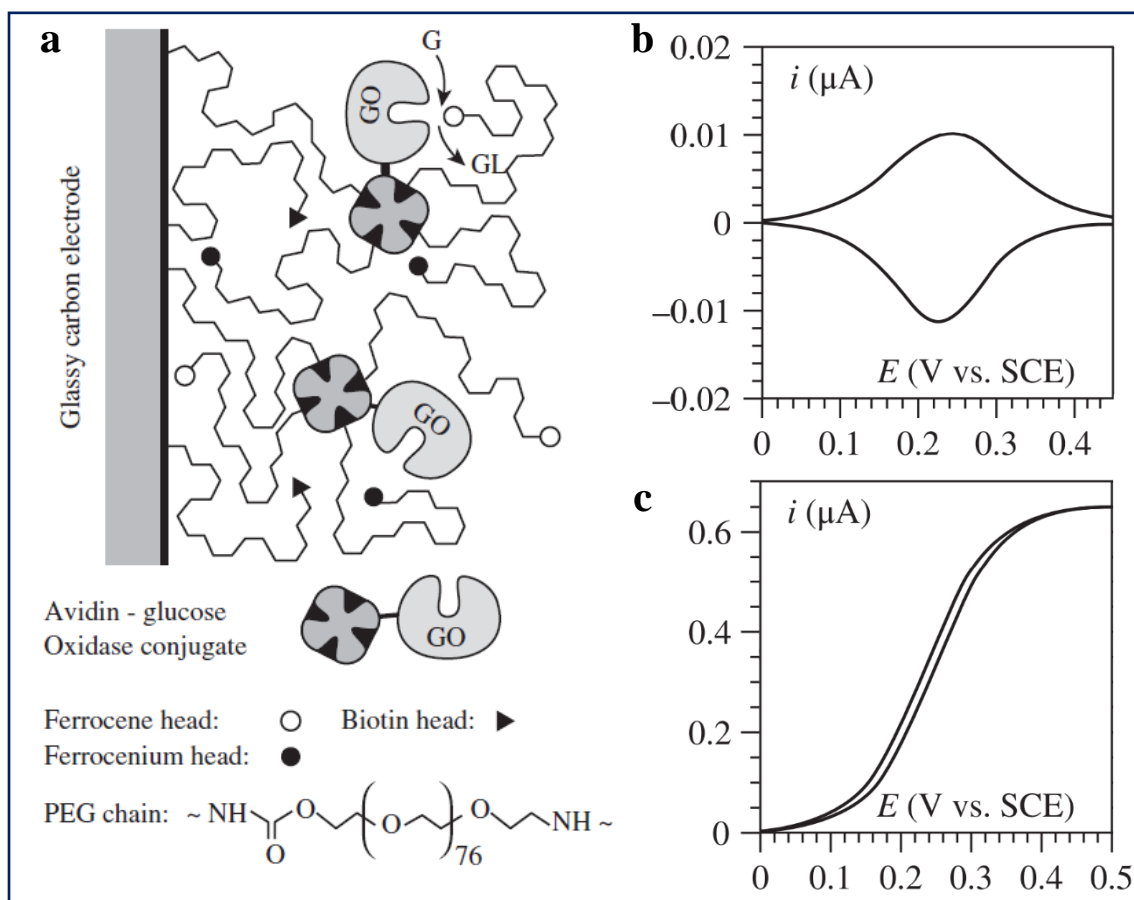 a
Glassy carbon electrode
G
GO
GL
GO
Avidin - glucose
Oxidase conjugate
GO
Ferrocene head:
Biotin head:
Ferrocenium head:
PEG chain: ~ NH O O O NH ~
O 76
b
0.02
i (μA)
0.01
0
−0.01
E (V vs. SCE)
−0.02
0 0.1 0.2 0.3 0.4
c
i (μA)
0.6
0.4
0.2
E (V vs. SCE)
0
0 0.1 0.2 0.3 0.4 0.5